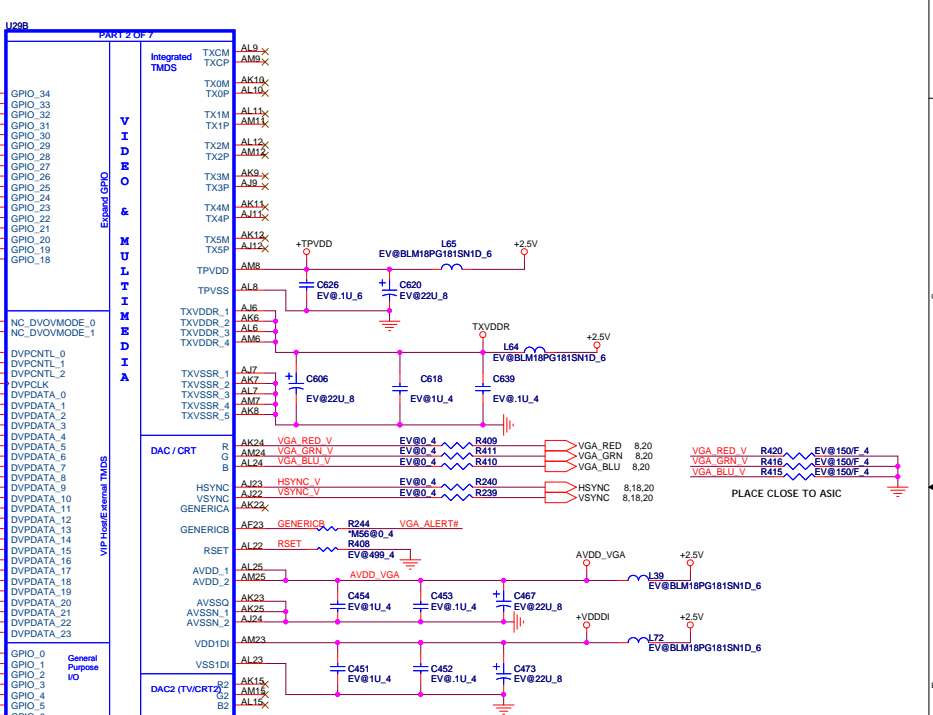 U29B
PART 2 OF 7
Integrated
TMDS
TXCM AL9
TXCP AM9
TX0M AK10
TX0P AL10
TX1M AL11
TX1P AM11
TX2M AL12
TX2P AM12
TX3M AK9
TX3P AJ9
TX4M AK11
TX4P AJ11
TX5M AK12
TX5P AJ12
TPVDD AM8
TPVSS AL8
TXVDDR_1 AJ6
TXVDDR_2 AK6
TXVDDR_3 AL6
TXVDDR_4 AM6
TXVSSR_1 AJ7
TXVSSR_2 AK7
TXVSSR_3 AL7
TXVSSR_4 AM7
TXVSSR_5 AK8
GPIO_34
GPIO_33
GPIO_32
GPIO_31
GPIO_30
GPIO_29
GPIO_28
GPIO_27
GPIO_26
GPIO_25
GPIO_24
GPIO_23
GPIO_22
GPIO_21
GPIO_20
GPIO_19
GPIO_18
Expand GPIO
VIDEO & MULTIMEDIA
NC_DVOVMODE_0
NC_DVOVMODE_1
DVPCNTL_0
DVPCNTL_1
DVPCNTL_2
DVPCLK
DVPDATA_0
DVPDATA_1
DVPDATA_2
DVPDATA_3
DVPDATA_4
DVPDATA_5
DVPDATA_6
DVPDATA_7
DVPDATA_8
DVPDATA_9
DVPDATA_10
DVPDATA_11
DVPDATA_12
DVPDATA_13
DVPDATA_14
DVPDATA_15
DVPDATA_16
DVPDATA_17
DVPDATA_18
DVPDATA_19
DVPDATA_20
DVPDATA_21
DVPDATA_22
DVPDATA_23
VIP Host/External TMDS
GPIO_0
GPIO_1
GPIO_2
GPIO_3
GPIO_4
GPIO_5
General
Purpose
I/O
+TPVDD
L65
EV@BLM18PG181SN1D_6
+2.5V
C626
EV@.1U_6
+ C620
EV@22U_8
TXVDDR
L64
EV@BLM18PG181SN1D_6
+2.5V
+ C606
EV@22U_8
C618
EV@1U_4
C639
EV@.1U_4
DAC / CRT
R AK24 VGA_RED_V EV@0_4 R409 VGA_RED 8,20
G AM24 VGA_GRN_V EV@0_4 R411 VGA_GRN 8,20
B AL24 VGA_BLU_V EV@0_4 R410 VGA_BLU 8,20
HSYNC AJ23 HSYNC_V EV@0_4 R240 HSYNC 8,18,20
VSYNC AJ22 VSYNC_V EV@0_4 R239 VSYNC 8,18,20
GENERICA AK22
GENERICB AF23 GENERICB R244 VGA_ALERT#
*M56@0_4
RSET AL22 RSET R408
EV@499_4
VGA_RED_V R420 EV@150/F_4
VGA_GRN_V R416 EV@150/F_4
VGA_BLU_V R415 EV@150/F_4
PLACE CLOSE TO ASIC
AVDD_1 AL25
AVDD_2 AM25
AVDD_VGA
AVSSQ AK23
AVSSN_1 AK25
AVSSN_2 AJ24
AVDD_VGA
+2.5V
L39
EV@BLM18PG181SN1D_6
C454
EV@1U_4
C453
EV@.1U_4
+ C467
EV@22U_8
VDD1DI AM23
VSS1DI AL23
+VDDDI
+2.5V
L72
EV@BLM18PG181SN1D_6
C451
EV@1U_4
C452
EV@.1U_4
+ C473
EV@22U_8
DAC2 (TV/CRT2)
R2 AK15
G2 AM15
B2 AL15